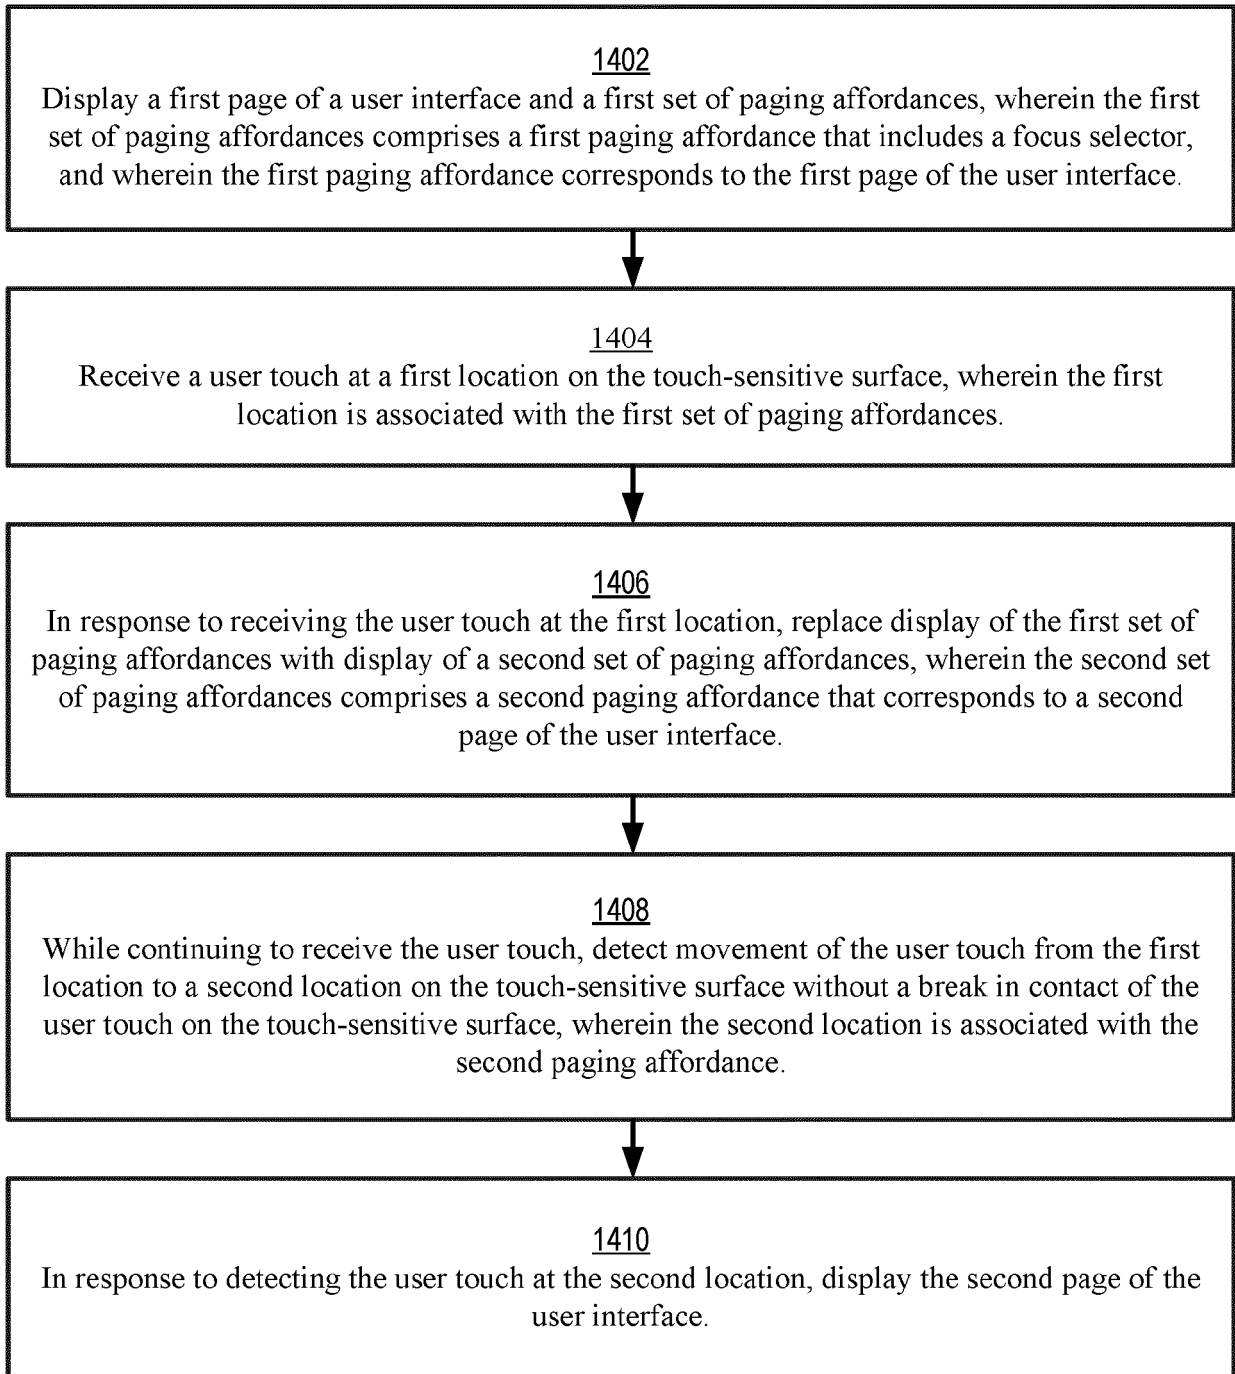 1402
Display a first page of a user interface and a first set of paging affordances, wherein the first
set of paging affordances comprises a first paging affordance that includes a focus selector,
and wherein the first paging affordance corresponds to the first page of the user interface.
1404
Receive a user touch at a first location on the touch-sensitive surface, wherein the first
location is associated with the first set of paging affordances.
1406
In response to receiving the user touch at the first location, replace display of the first set of
paging affordances with display of a second set of paging affordances, wherein the second set
of paging affordances comprises a second paging affordance that corresponds to a second
page of the user interface.
1408
While continuing to receive the user touch, detect movement of the user touch from the first
location to a second location on the touch-sensitive surface without a break in contact of the
user touch on the touch-sensitive surface, wherein the second location is associated with the
second paging affordance.
1410
In response to detecting the user touch at the second location, display the second page of the
user interface.